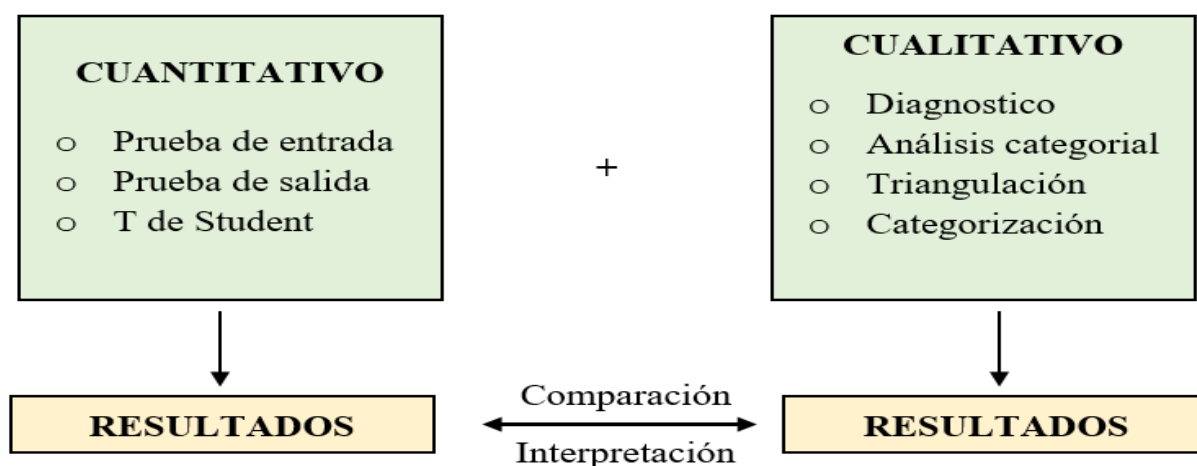 CUANTITATIVO
o Prueba de entrada
o Prueba de salida
o T de Student
+
CUALITATIVO
o Diagnostico
o Análisis categorial
o Triangulación
o Categorización
RESULTADOS
Comparación
Interpretación
RESULTADOS